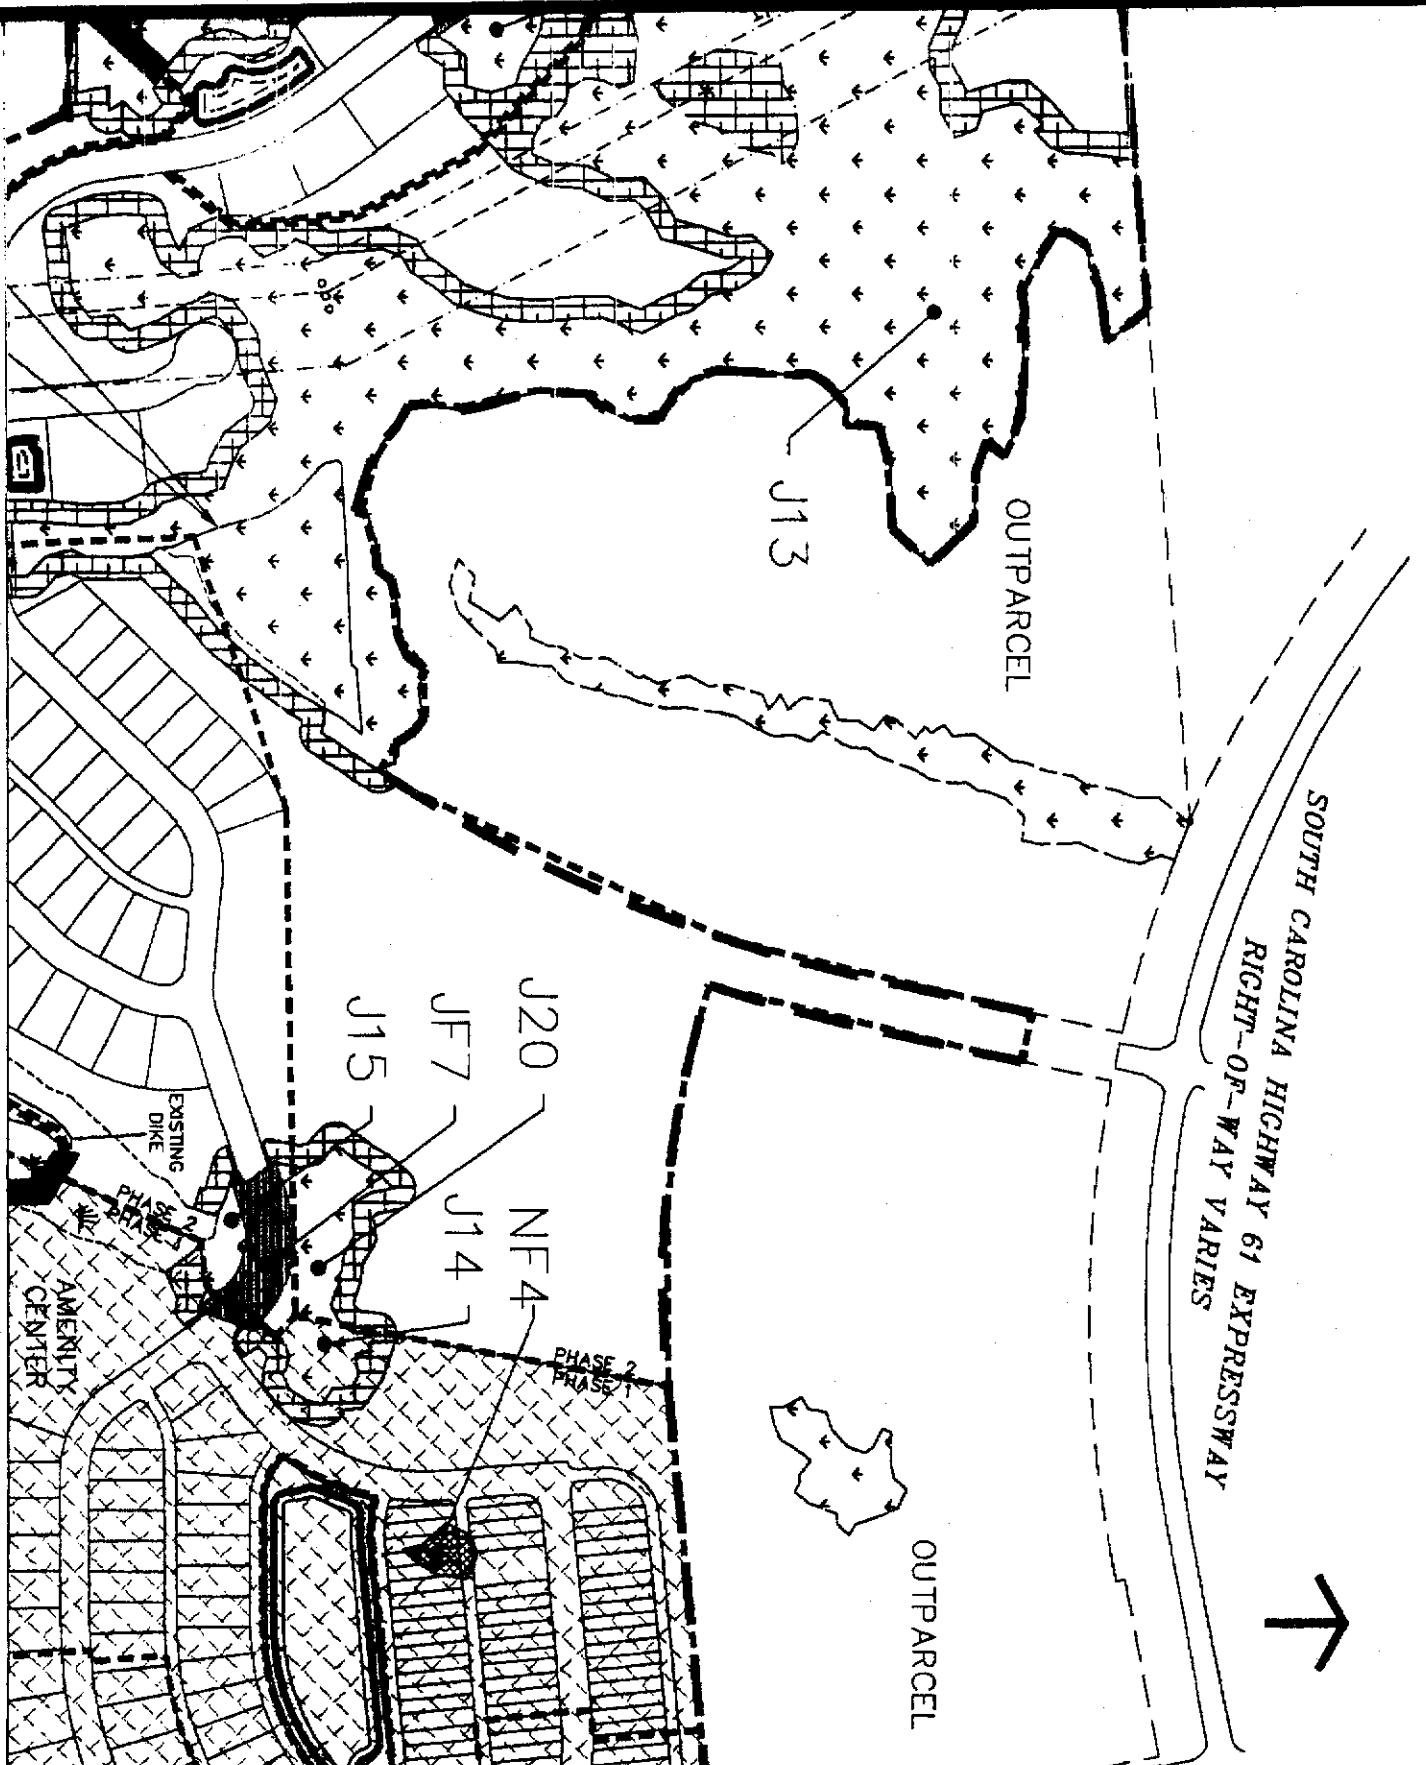 SOUTH CAROLINA HIGHWAY 61 EXPRESSWAY
RIGHT-OF-WAY VARIES
OUTPARCEL
J13
J20
JF7
J15
NF4
J14
EXISTING
DIKE
PHASE 2
PHASE 1
PHASE 2
PHASE 1
AMENITY
CENTER
OUTPARCEL